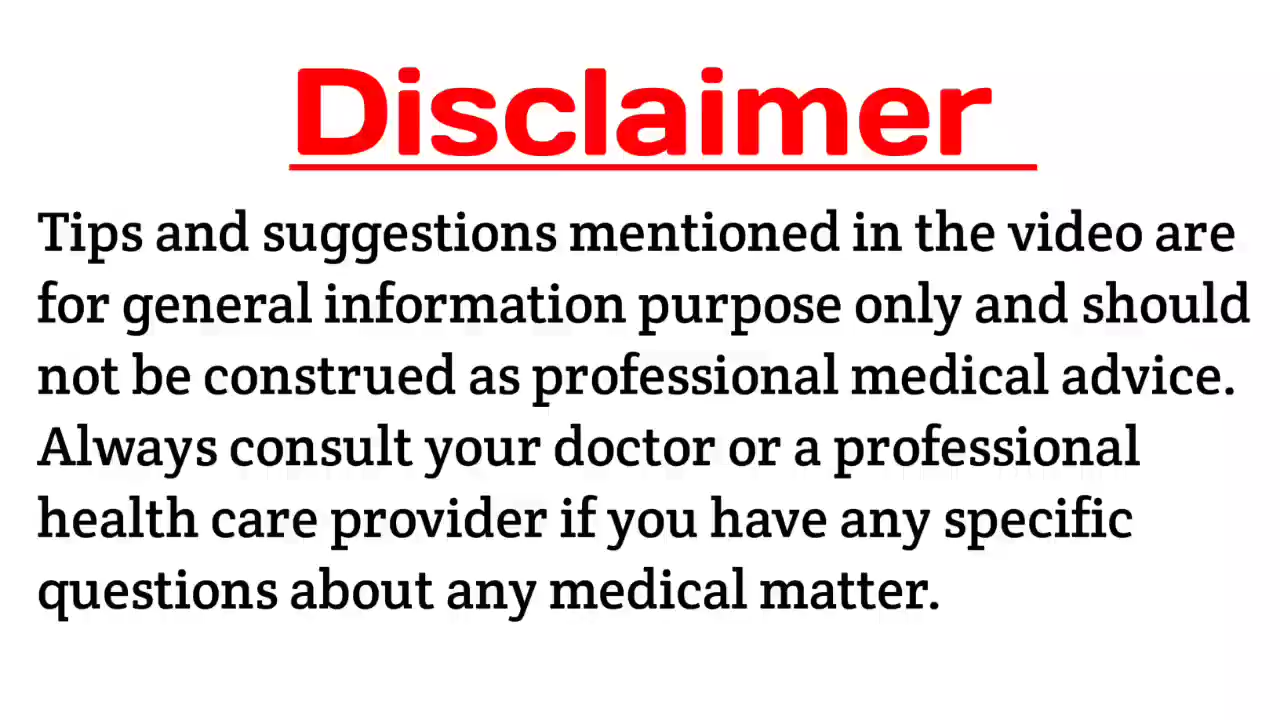 Disclaimer
Tips and suggestions mentioned in the video are
for general information purpose only and should
not be construed as professional medical advice.
Always consult your doctor or a professional
health care provider if you have any specific
questions about any medical matter.